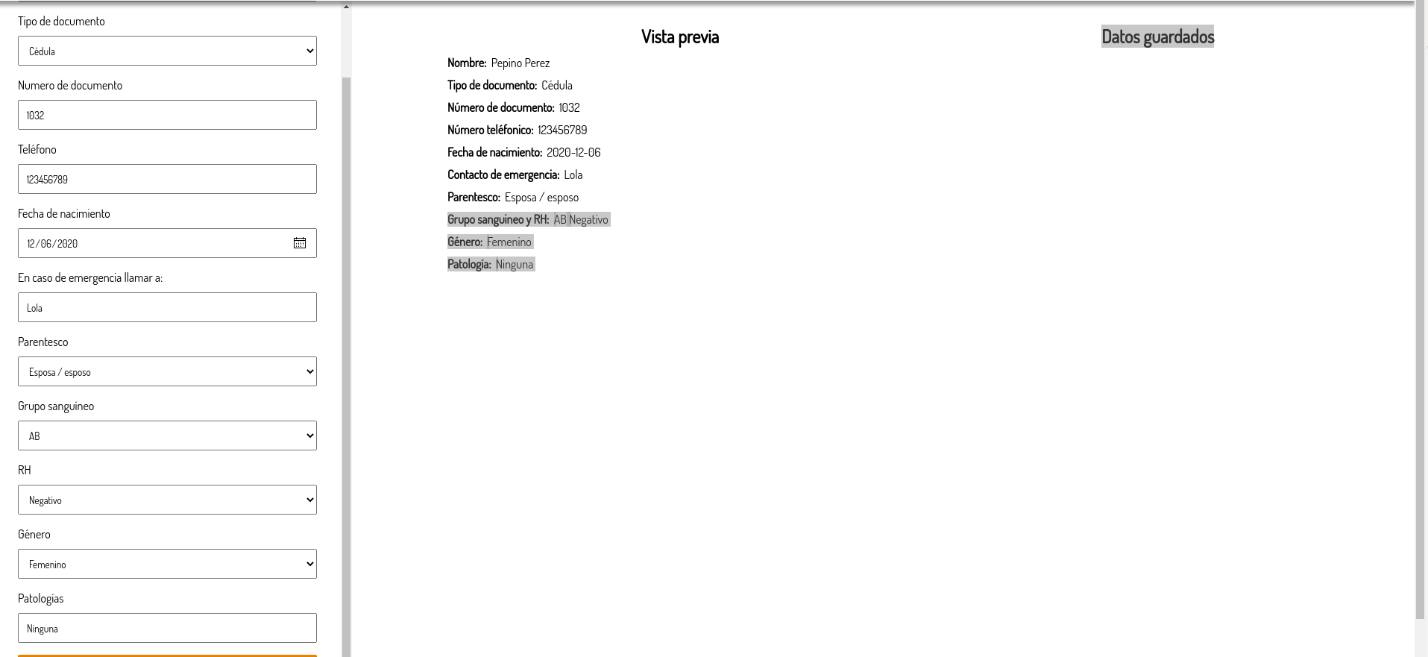 Tipo de documento
Cédula
Numero de documento
1032
Teléfono
123456789
Fecha de nacimiento
12/06/2020
En caso de emergencia llamar a:
Lola
Parentesco
Esposa / esposo
Grupo sanguíneo
AB
RH
Negativo
Género
Femenino
Patologías
Ninguna
Vista previa
Nombre: Pepino Perez
Tipo de documento: Cédula
Número de documento: 1032
Número teléfonico: 123456789
Fecha de nacimiento: 2020-12-06
Contacto de emergencia: Lola
Parentesco: Esposa / esposo
Grupo sanguineo y RH: AB Negativo
Género: Femenino
Patología: Ninguna
Datos guardados